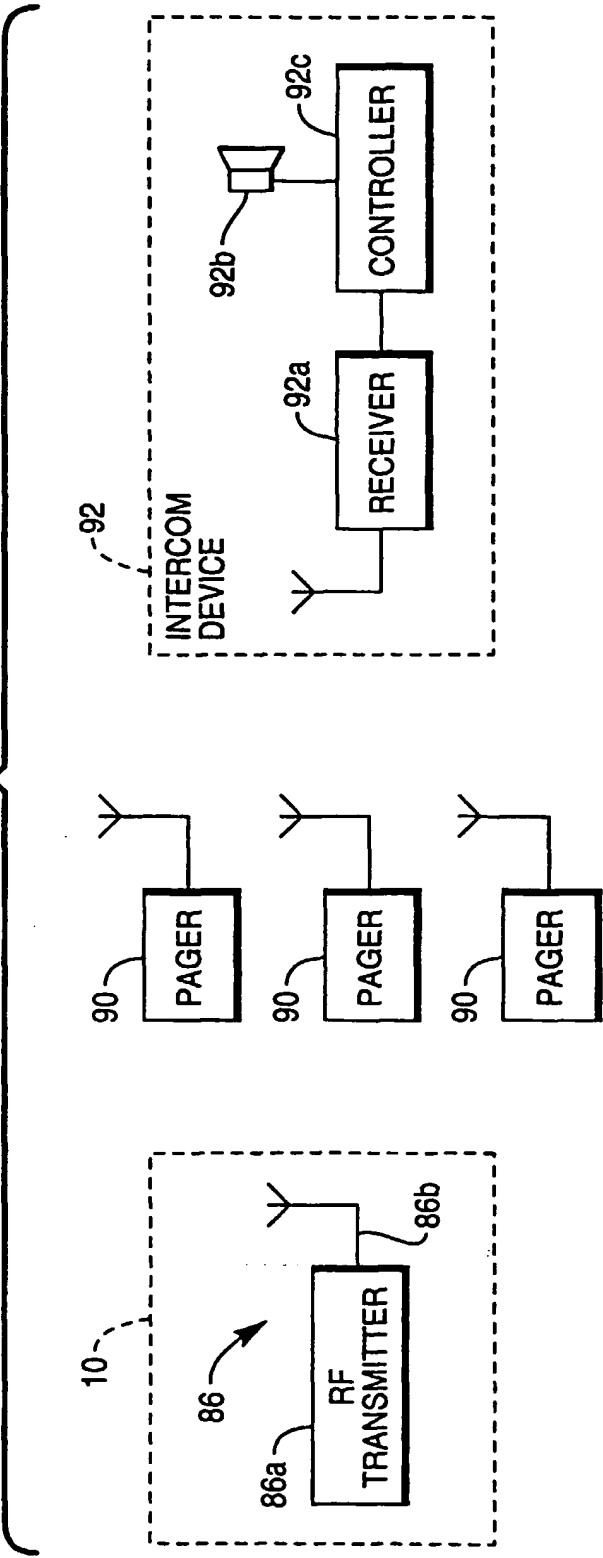 10
86
86a
RF
TRANSMITTER
86b
90
PAGER
90
PAGER
90
PAGER
92
INTERCOM
DEVICE
92a
RECEIVER
92b
92c
CONTROLLER